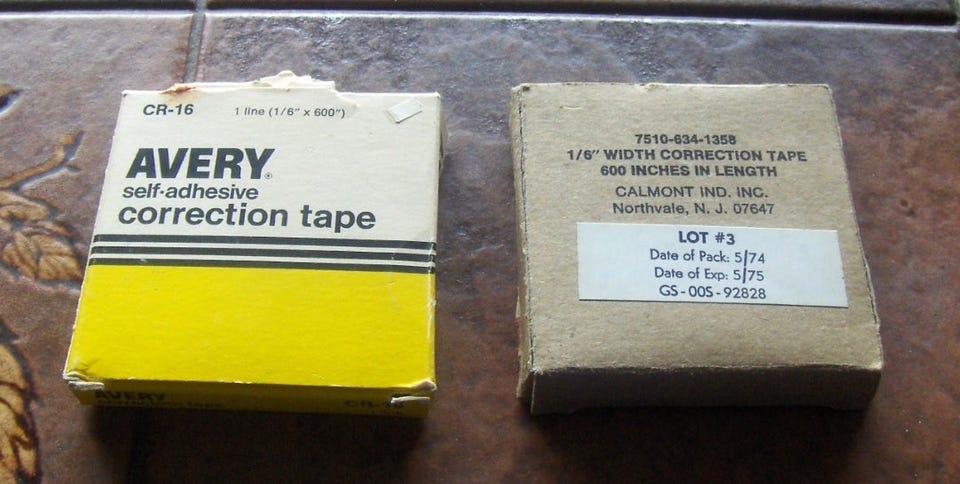 CR-16 1 line (1/6" x 600")
AVERY®
self-adhesive
correction tape
AVERY
correction tape CR-16
7510-634-1358
1/6" WIDTH CORRECTION TAPE
600 INCHES IN LENGTH
CALMONT IND. INC.
Northvale, N. J. 07647
LOT #3
Date of Pack: 5/74
Date of Exp: 5/75
GS-00S-92828